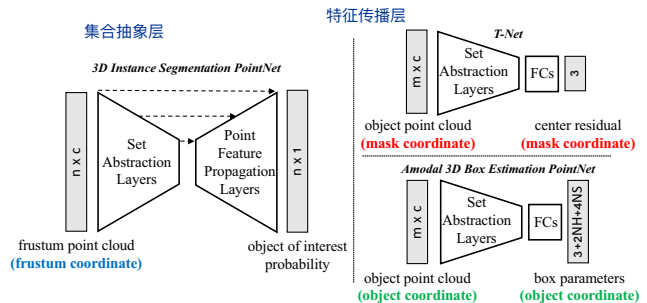 集合抽象层
3D Instance Segmentation PointNet
n x c
Set
Abstraction
Layers
Point
Feature
Propagation
Layers
n x 1
frustum point cloud
(frustum coordinate)
object of interest
probability
特征传播层
T-Net
m x c
Set
Abstraction
Layers
FCs
3
object point cloud
(mask coordinate)
center residual
(mask coordinate)
Amodal 3D Box Estimation PointNet
m x c
Set
Abstraction
Layers
FCs
3+2NH+4NS
object point cloud
(object coordinate)
box parameters
(object coordinate)